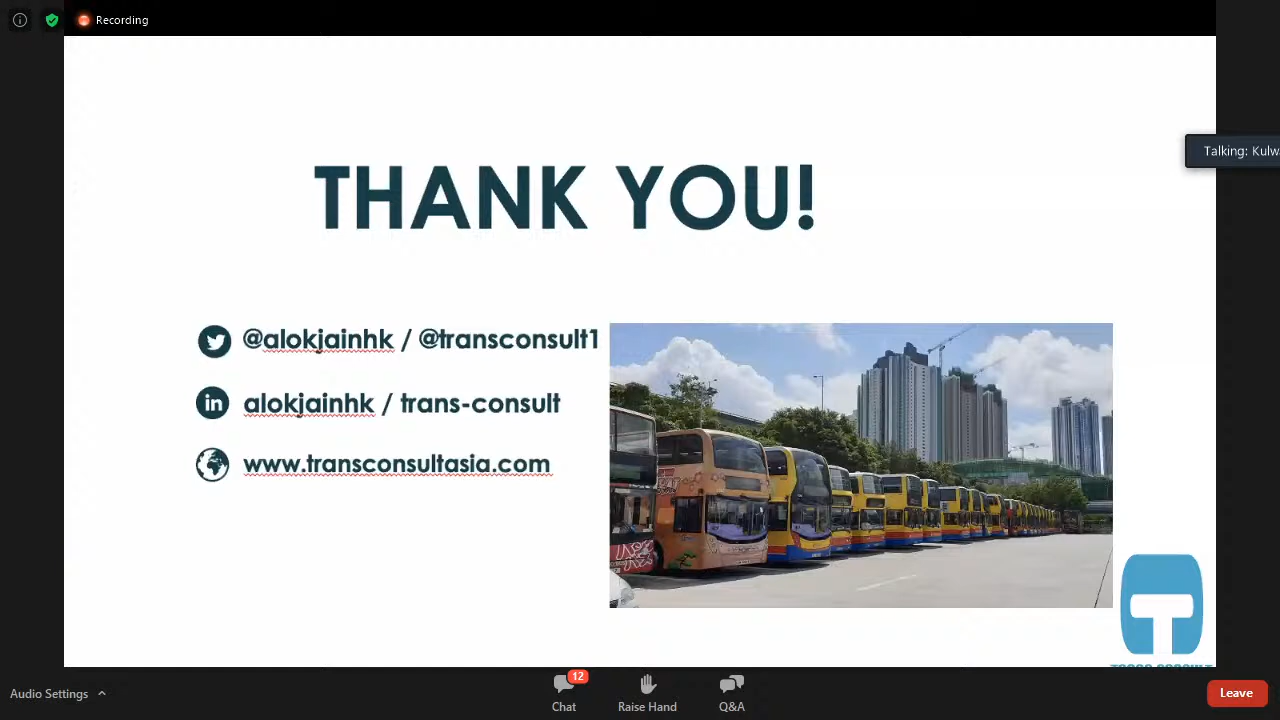 Recording
Talking: Kulw
THANK YOU!
@alokjainhk / @transconsult1
in alokjainhk / trans-consult
www.transconsultasia.com
T
Audio Settings
12
Chat
Raise Hand
Q&A
Leave